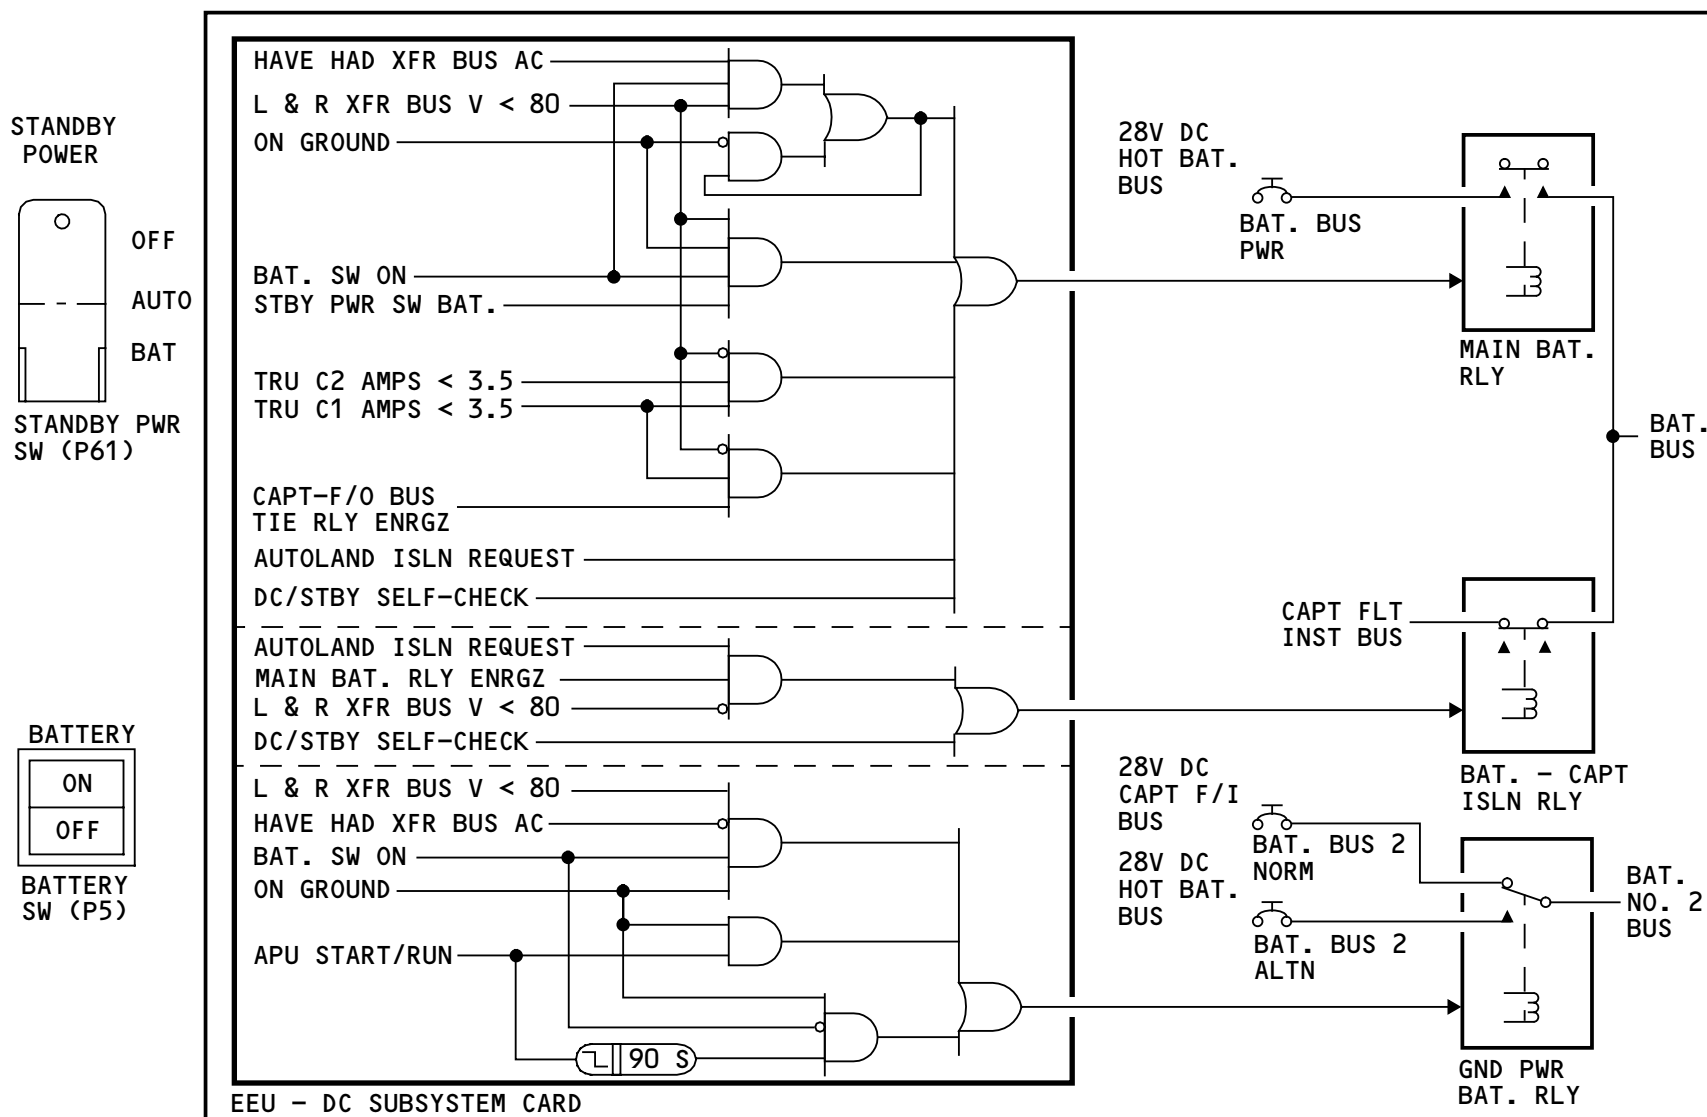 STANDBY
POWER
OFF
AUTO
BAT
STANDBY PWR
SW (P61)
BATTERY
ON
OFF
BATTERY
SW (P5)
HAVE HAD XFR BUS AC
L & R XFR BUS V < 80
ON GROUND
BAT. SW ON
STBY PWR SW BAT.
TRU C2 AMPS < 3.5
TRU C1 AMPS < 3.5
CAPT-F/O BUS
TIE RLY ENRGZ
AUTOLAND ISLN REQUEST
DC/STBY SELF-CHECK
AUTOLAND ISLN REQUEST
MAIN BAT. RLY ENRGZ
L & R XFR BUS V < 80
DC/STBY SELF-CHECK
L & R XFR BUS V < 80
HAVE HAD XFR BUS AC
BAT. SW ON
ON GROUND
APU START/RUN
90 S
EEU - DC SUBSYSTEM CARD
28V DC
HOT BAT.
BUS
BAT. BUS
PWR
MAIN BAT.
RLY
BAT.
BUS
CAPT FLT
INST BUS
BAT. - CAPT
ISLN RLY
28V DC
CAPT F/I
BUS
BAT. BUS 2
NORM
28V DC
HOT BAT.
BUS
BAT. BUS 2
ALTN
BAT.
NO. 2
BUS
GND PWR
BAT. RLY